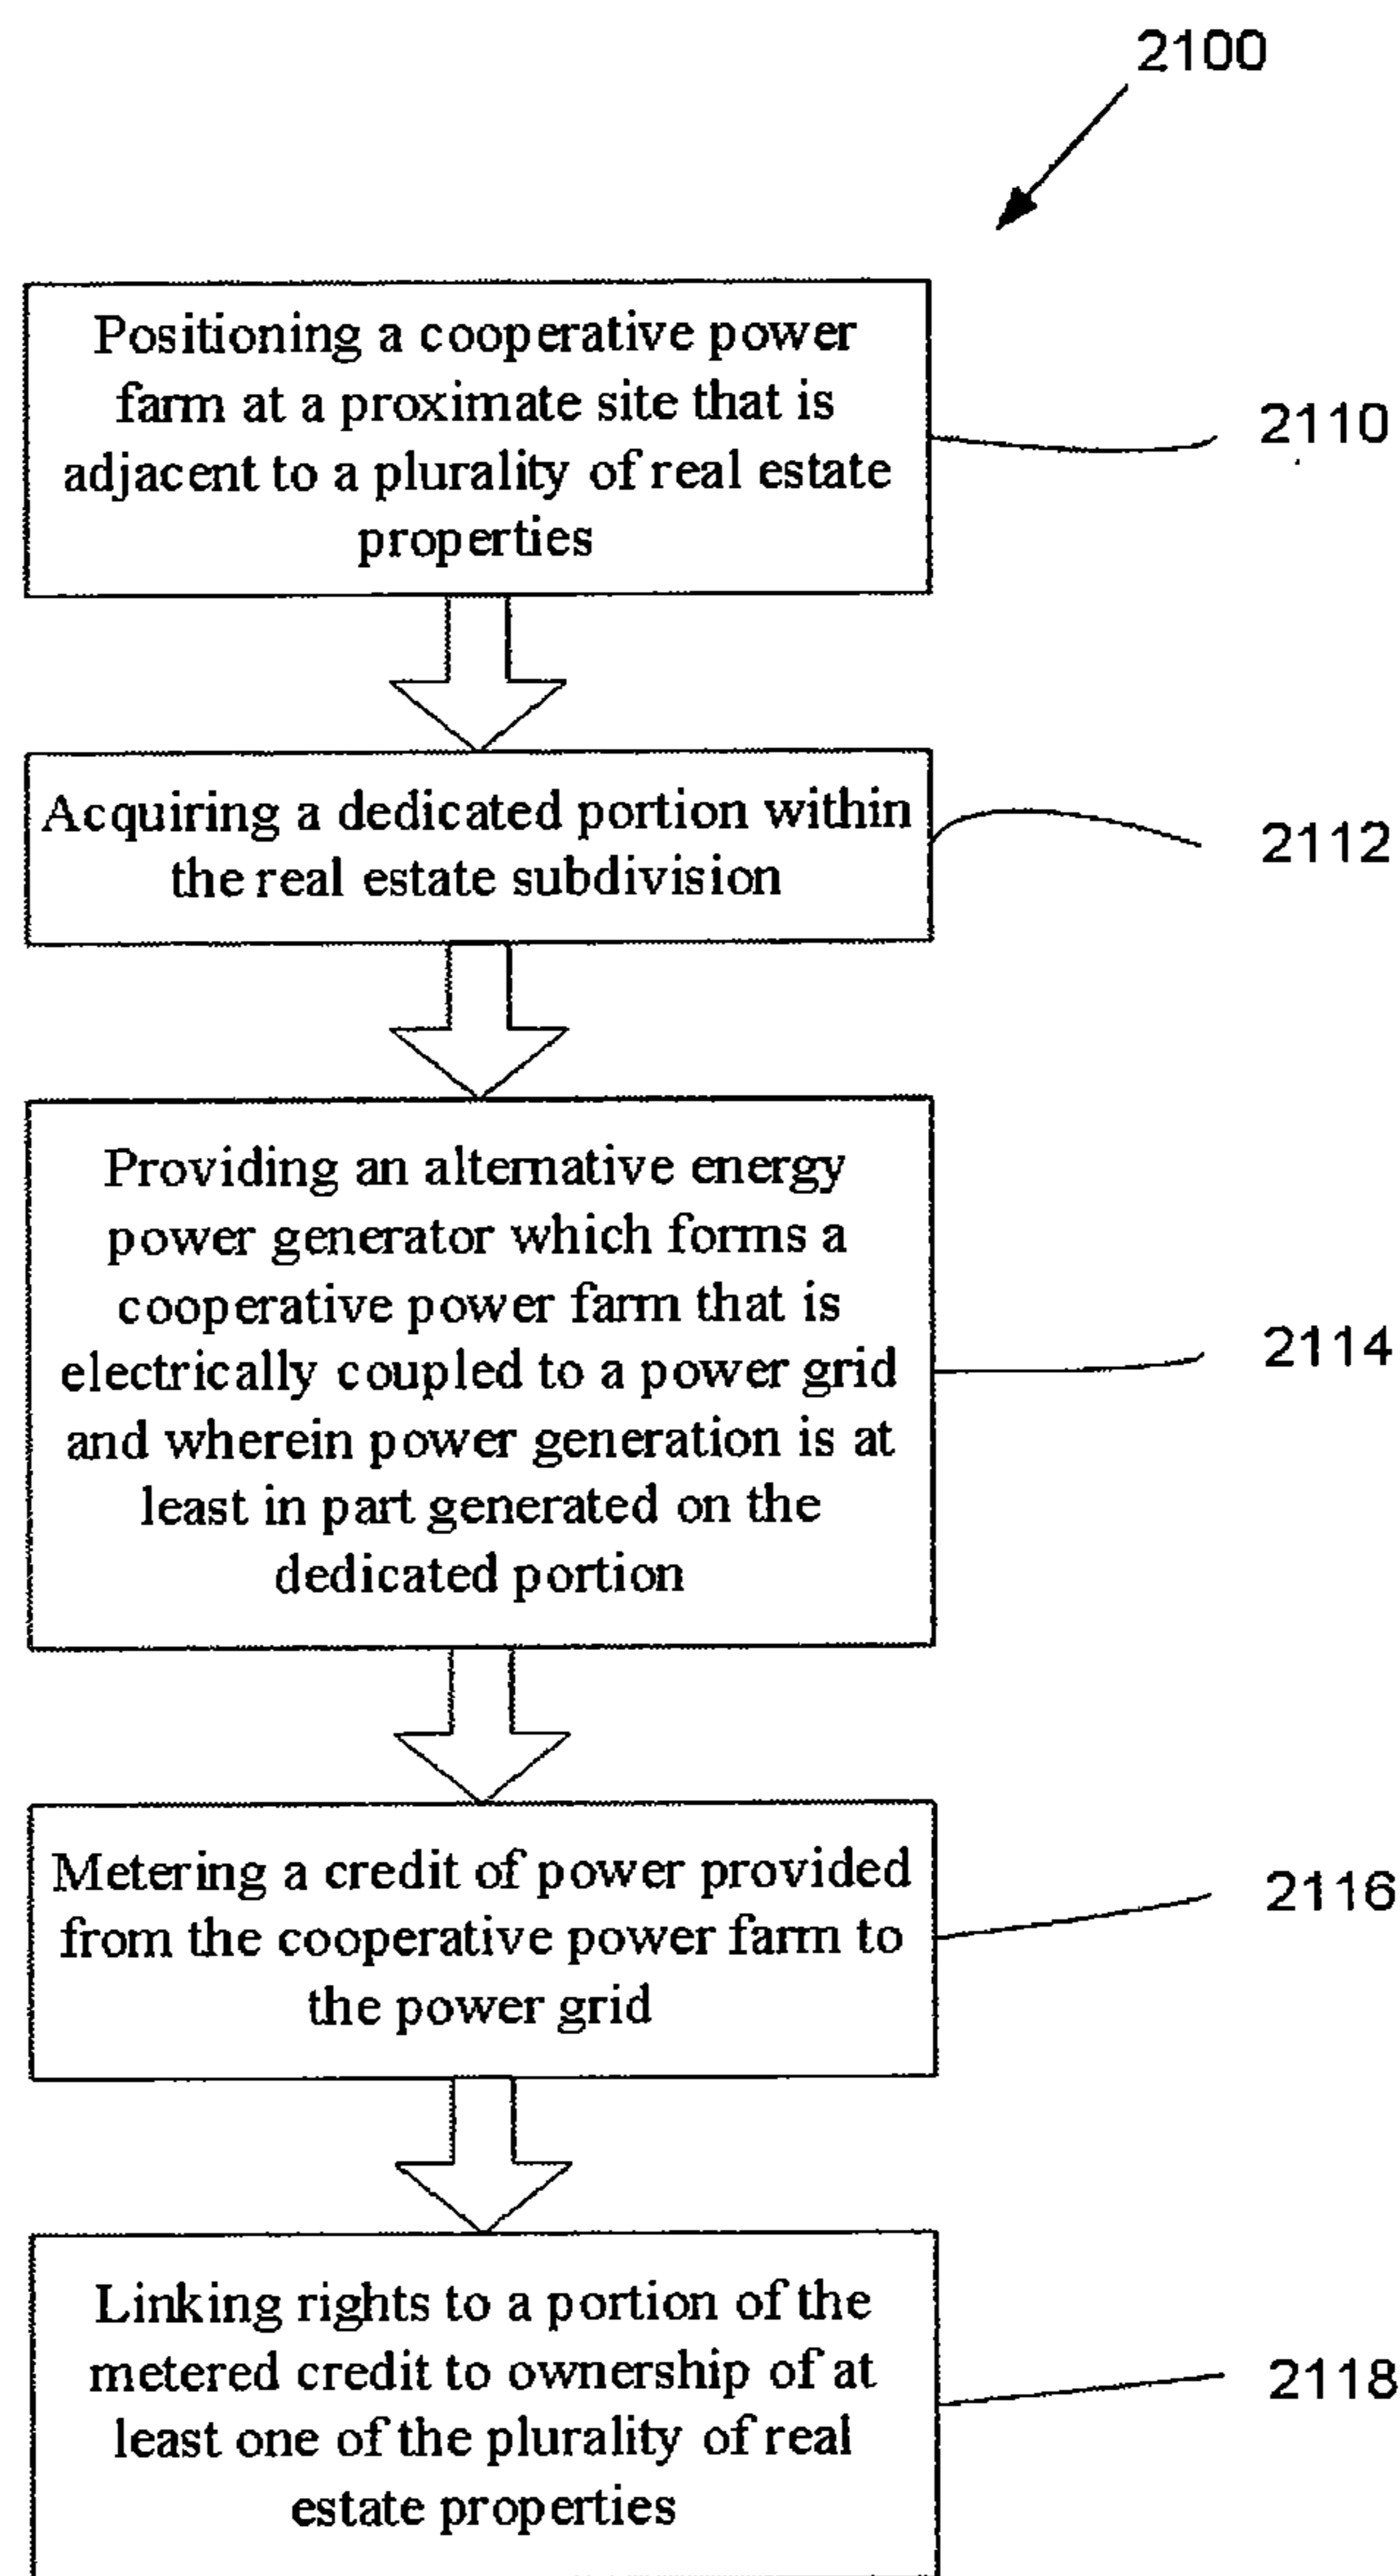 2100
Positioning a cooperative power
farm at a proximate site that is
adjacent to a plurality of real estate
properties
2110
Acquiring a dedicated portion within
the real estate subdivision
2112
Providing an alternative energy
power generator which forms a
cooperative power farm that is
electrically coupled to a power grid
and wherein power generation is at
least in part generated on the
dedicated portion
2114
Metering a credit of power provided
from the cooperative power farm to
the power grid
2116
Linking rights to a portion of the
metered credit to ownership of at
least one of the plurality of real
estate properties
2118